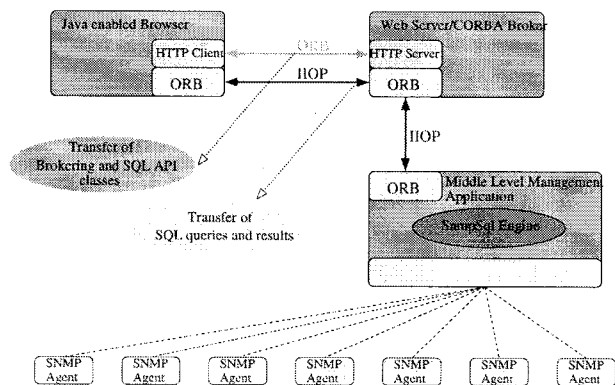 Java enabled Browser
Web Server/CORBA Broker
HTTP Client
ORB
HTTP Server
ORB
IIOP
ORB
IIOP
Transfer of
Brokering and SQL API
classes
Transfer of
SQL queries and results
ORB
Middle Level Management
Application
SnmpSql Engine
SNMP
Agent
SNMP
Agent
SNMP
Agent
SNMP
Agent
SNMP
Agent
SNMP
Agent
SNMP
Agent